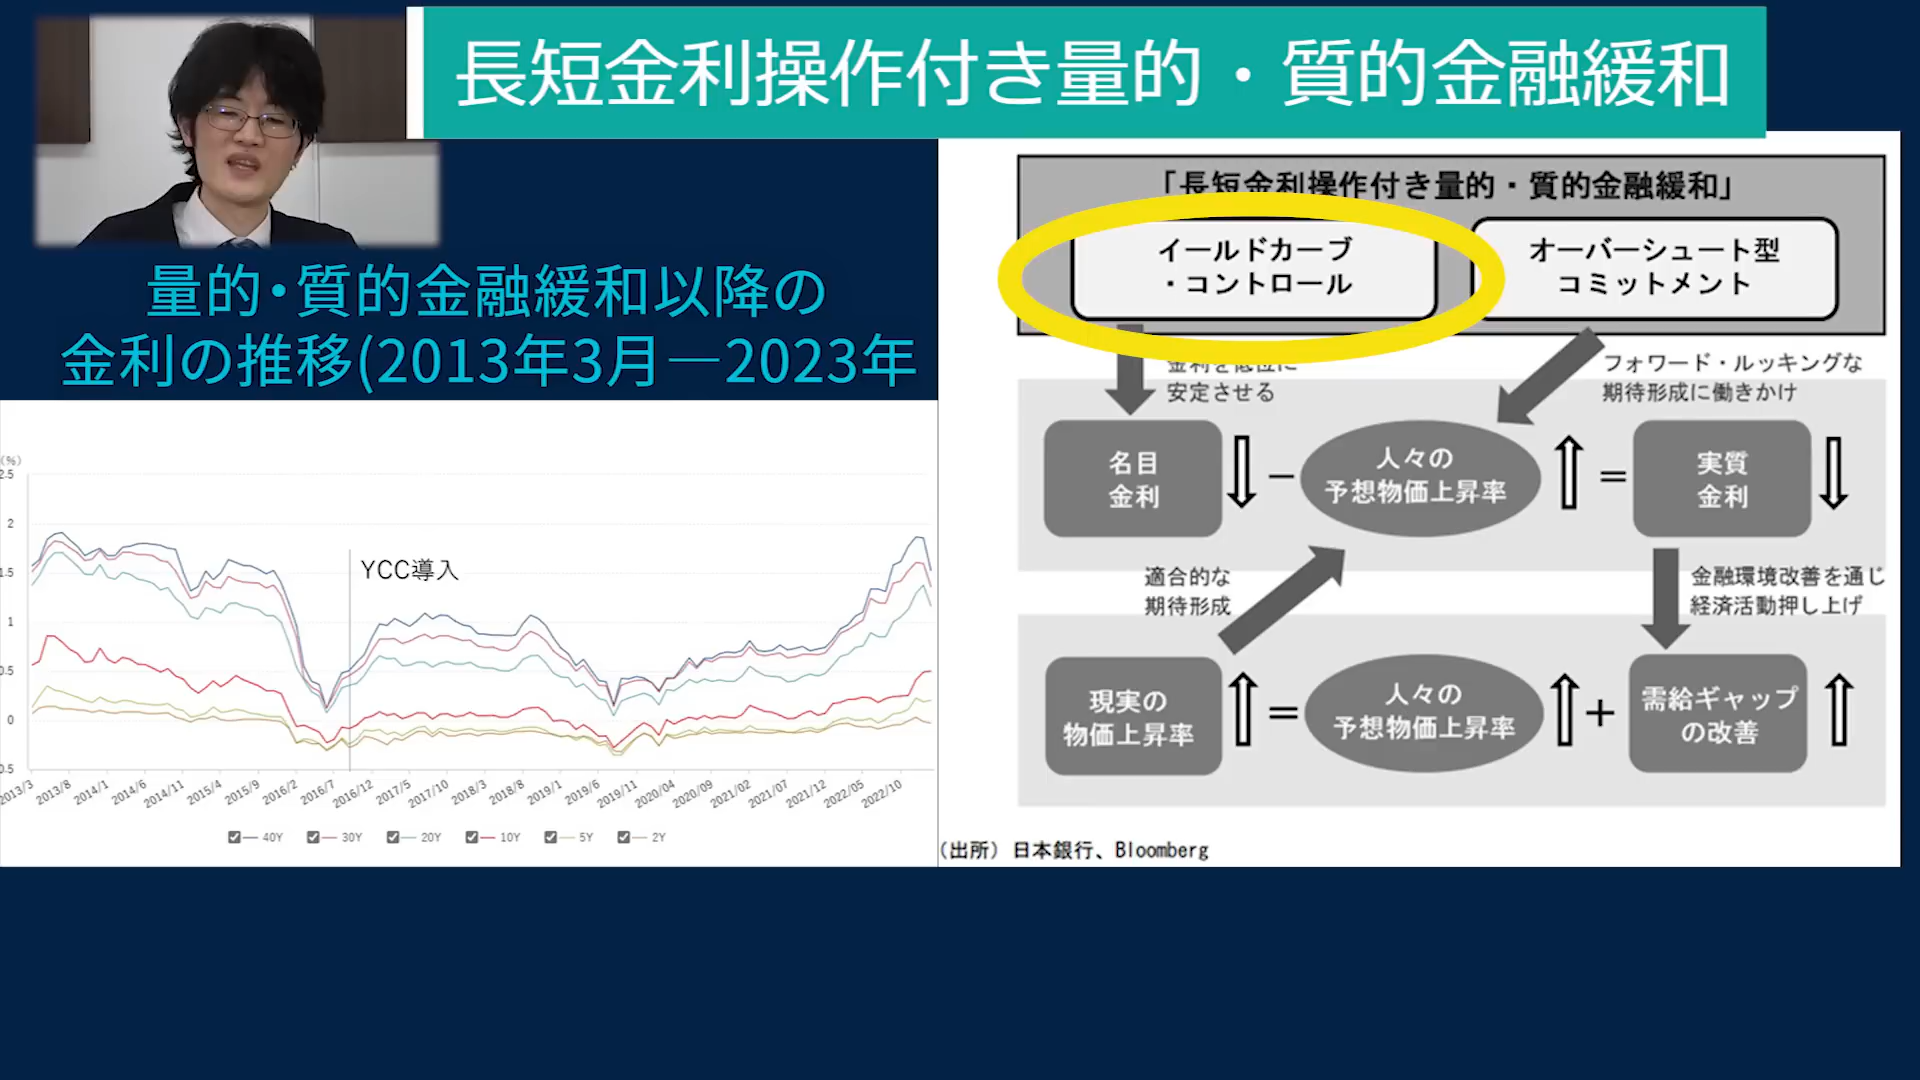 長短金利操作付き量的・質的金融緩和
量的・質的金融緩和以降の
金利の推移(2013年3月―2023年
(%)
2.5
2
1.5
1
0.5
0
0.5
YCC導入
2013/3 2013/8 2014/1 2014/6 2014/11 2015/4 2015/9 2016/2 2016/7 2016/12 2017/5 2017/10 2018/3 2018/8 2019/1 2019/6 2019/11 2020/04 2020/09 2021/02 2021/07 2021/12 2022/05 2022/10
40Y 30Y 20Y 10Y 5Y 2Y
「長短金利操作付き量的・質的金融緩和」
イールドカーブ
・コントロール
オーバーシュート型
コミットメント
金利を低位に
安定させる
フォワード・ルッキングな
期待形成に働きかけ
名目
金利
−
人々の
予想物価上昇率
=
実質
金利
適合的な
期待形成
金融環境改善を通じ
経済活動押し上げ
現実の
物価上昇率
=
人々の
予想物価上昇率
+
需給ギャップ
の改善
(出所) 日本銀行、Bloomberg